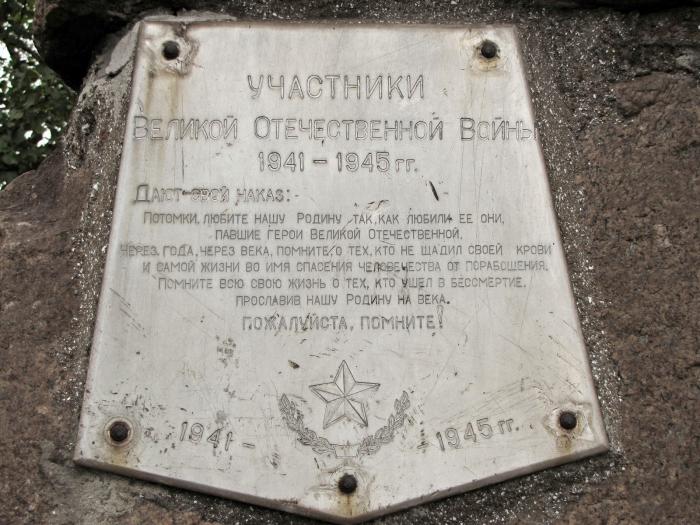 УЧАСТНИКИ
ВЕЛИКОЙ ОТЕЧЕСТВЕННОЙ ВОЙНЫ
1941 – 1945 гг.
ДАЮТ СВОЙ НАКАЗ:
ПОТОМКИ, ЛЮБИТЕ НАШУ РОДИНУ ТАК, КАК ЛЮБИЛИ ЕЕ ОНИ,
ПАВШИЕ ГЕРОИ ВЕЛИКОЙ ОТЕЧЕСТВЕННОЙ.
ЧЕРЕЗ ГОДА, ЧЕРЕЗ ВЕКА, ПОМНИТЕ О ТЕХ, КТО НЕ ЩАДИЛ СВОЕЙ КРОВИ
И САМОЙ ЖИЗНИ ВО ИМЯ СПАСЕНИЯ ЧЕЛОВЕЧЕСТВА ОТ ПОРАБОЩЕНИЯ.
ПОМНИТЕ ВСЮ СВОЮ ЖИЗНЬ О ТЕХ, КТО УШЕЛ В БЕССМЕРТИЕ,
ПРОСЛАВИВ НАШУ РОДИНУ НА ВЕКА.
ПОЖАЛУЙСТА, ПОМНИТЕ!
1941 – 1945 гг.